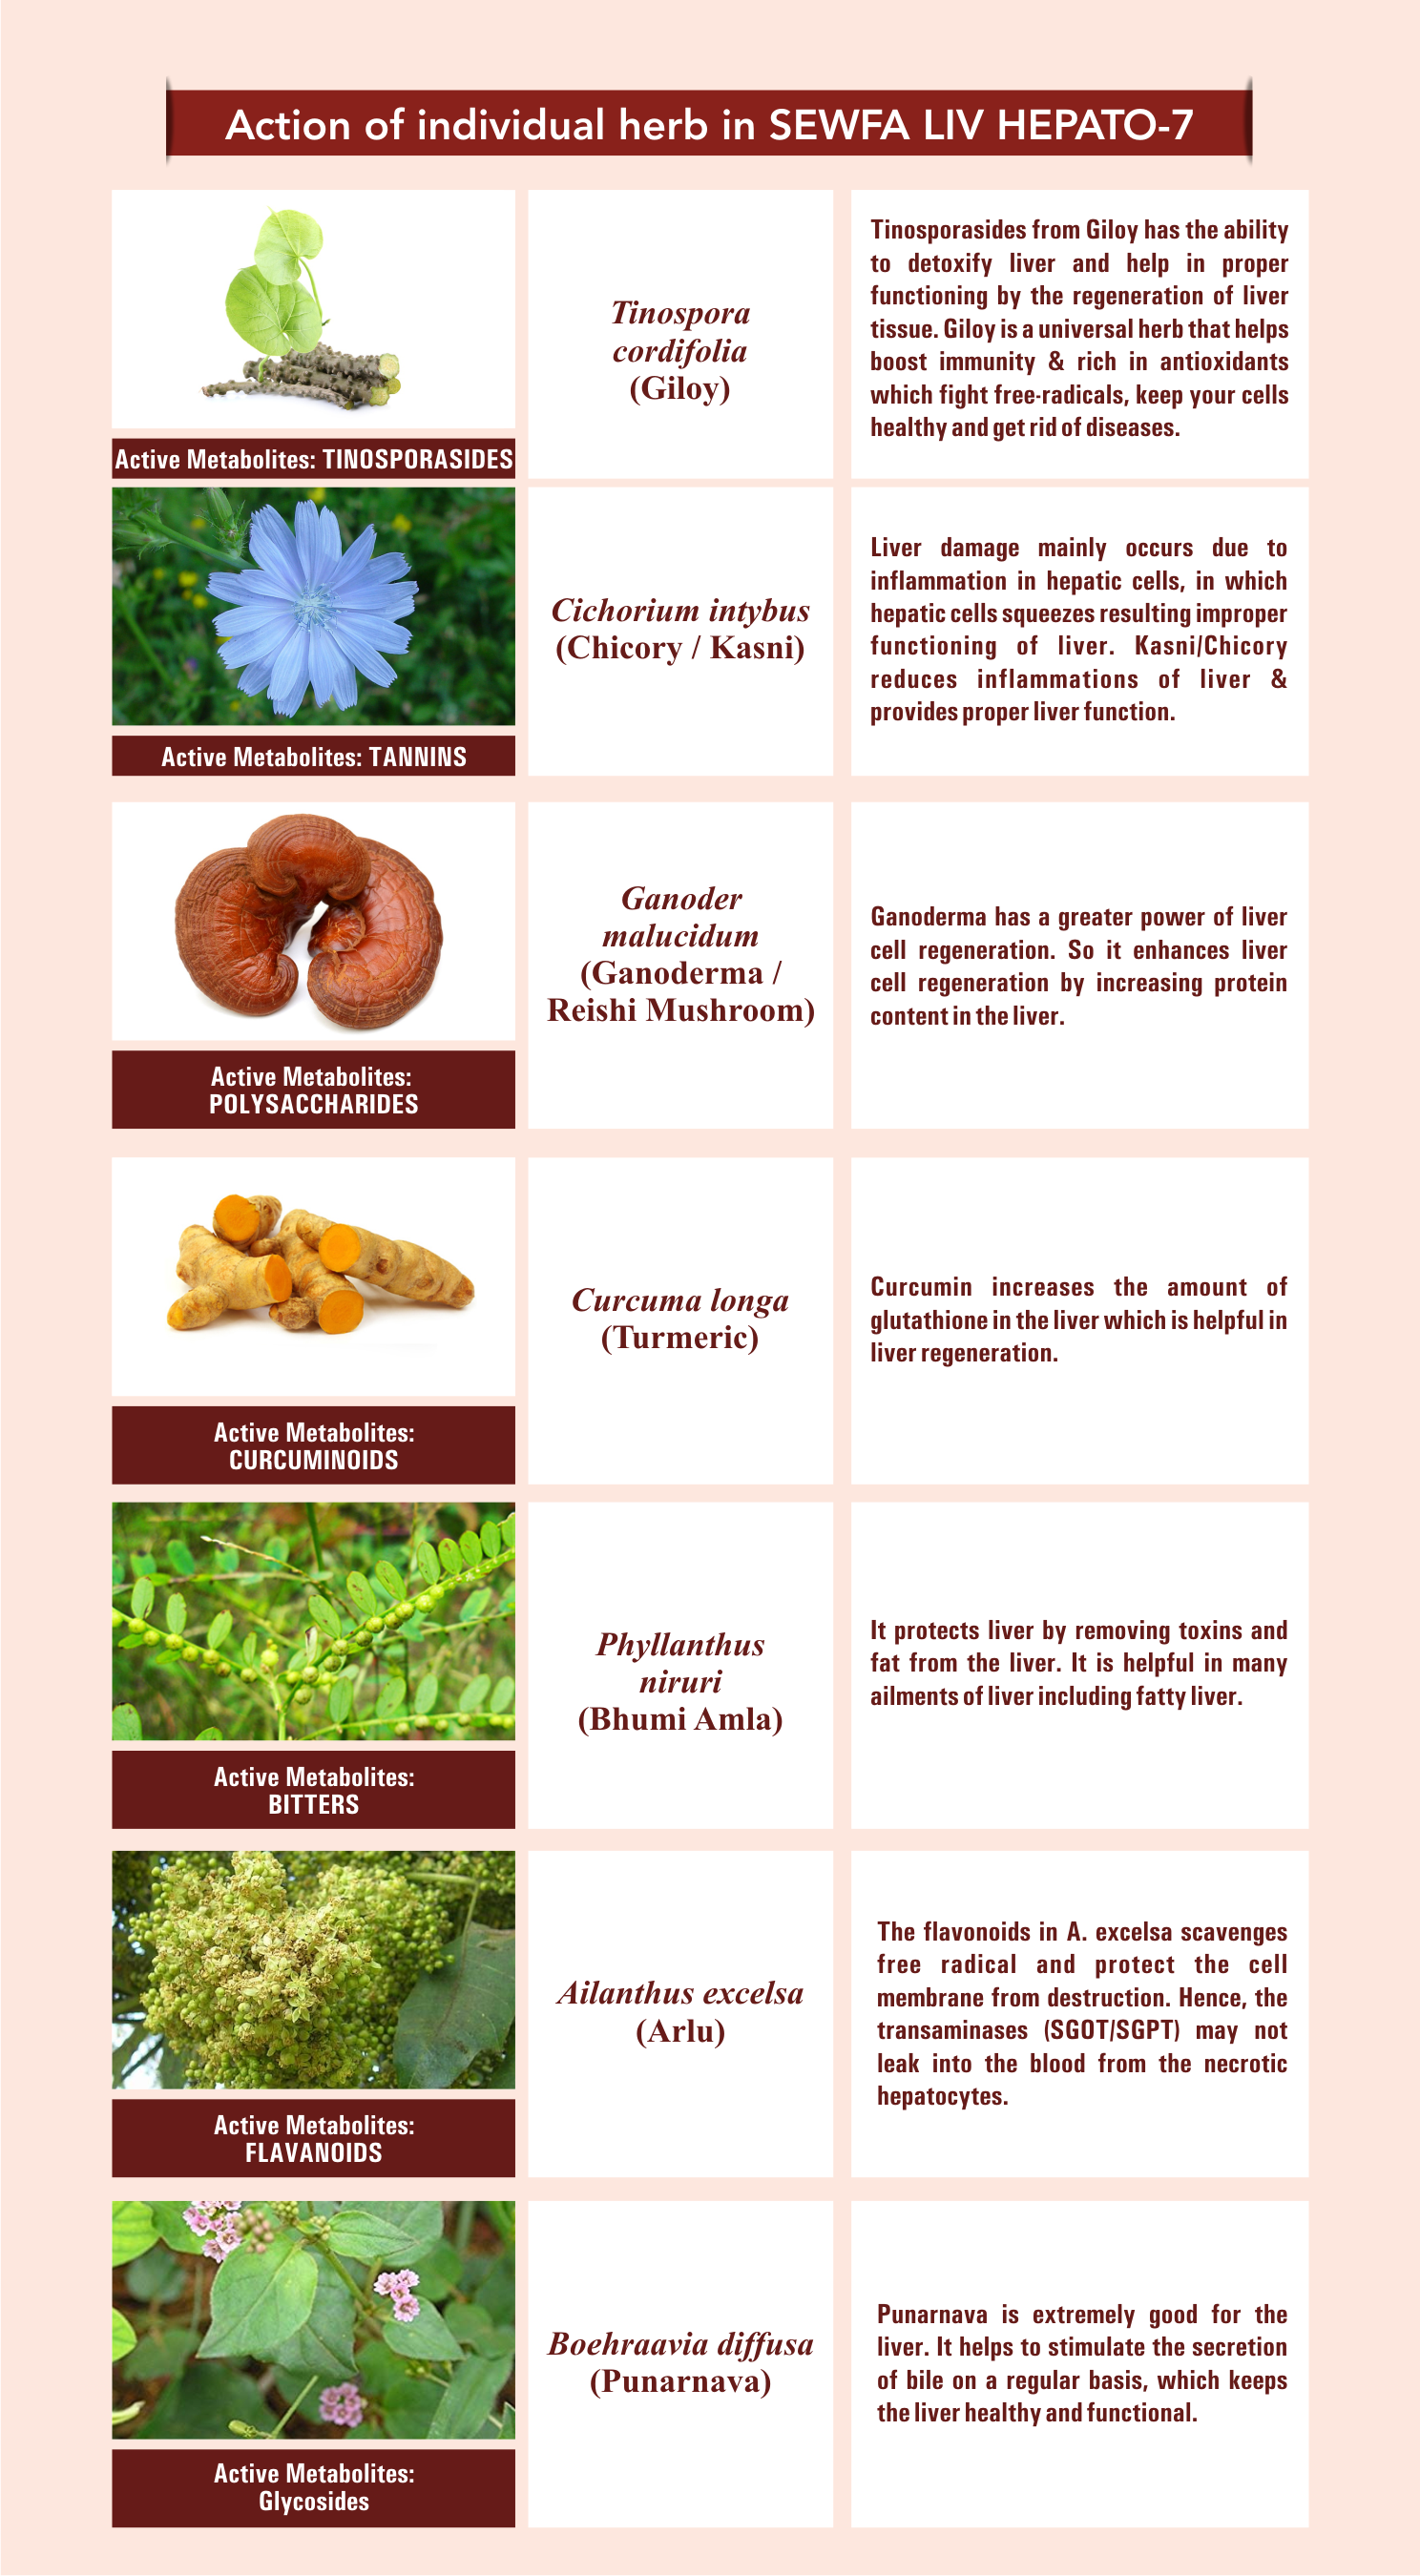 Action of individual herb in SEWFA LIV HEPATO-7
Active Metabolites: TINOSPORASIDES
Tinospora
cordifolia
(Giloy)
Tinosporasides from Giloy has the ability
to detoxify liver and help in proper
functioning by the regeneration of liver
tissue. Giloy is a universal herb that helps
boost immunity & rich in antioxidants
which fight free-radicals, keep your cells
healthy and get rid of diseases.
Active Metabolites: TANNINS
Cichorium intybus
(Chicory / Kasni)
Liver damage mainly occurs due to
inflammation in hepatic cells, in which
hepatic cells squeezes resulting improper
functioning of liver. Kasni/Chicory
reduces inflammations of liver &
provides proper liver function.
Active Metabolites:
POLYSACCHARIDES
Ganoder
malucidum
(Ganoderma /
Reishi Mushroom)
Ganoderma has a greater power of liver
cell regeneration. So it enhances liver
cell regeneration by increasing protein
content in the liver.
Active Metabolites:
CURCUMINOIDS
Curcuma longa
(Turmeric)
Curcumin increases the amount of
glutathione in the liver which is helpful in
liver regeneration.
Active Metabolites:
BITTERS
Phyllanthus
niruri
(Bhumi Amla)
It protects liver by removing toxins and
fat from the liver. It is helpful in many
ailments of liver including fatty liver.
Active Metabolites:
FLAVANOIDS
Ailanthus excelsa
(Arlu)
The flavonoids in A. excelsa scavenges
free radical and protect the cell
membrane from destruction. Hence, the
transaminases (SGOT/SGPT) may not
leak into the blood from the necrotic
hepatocytes.
Active Metabolites:
Glycosides
Boehraavia diffusa
(Punarnava)
Punarnava is extremely good for the
liver. It helps to stimulate the secretion
of bile on a regular basis, which keeps
the liver healthy and functional.